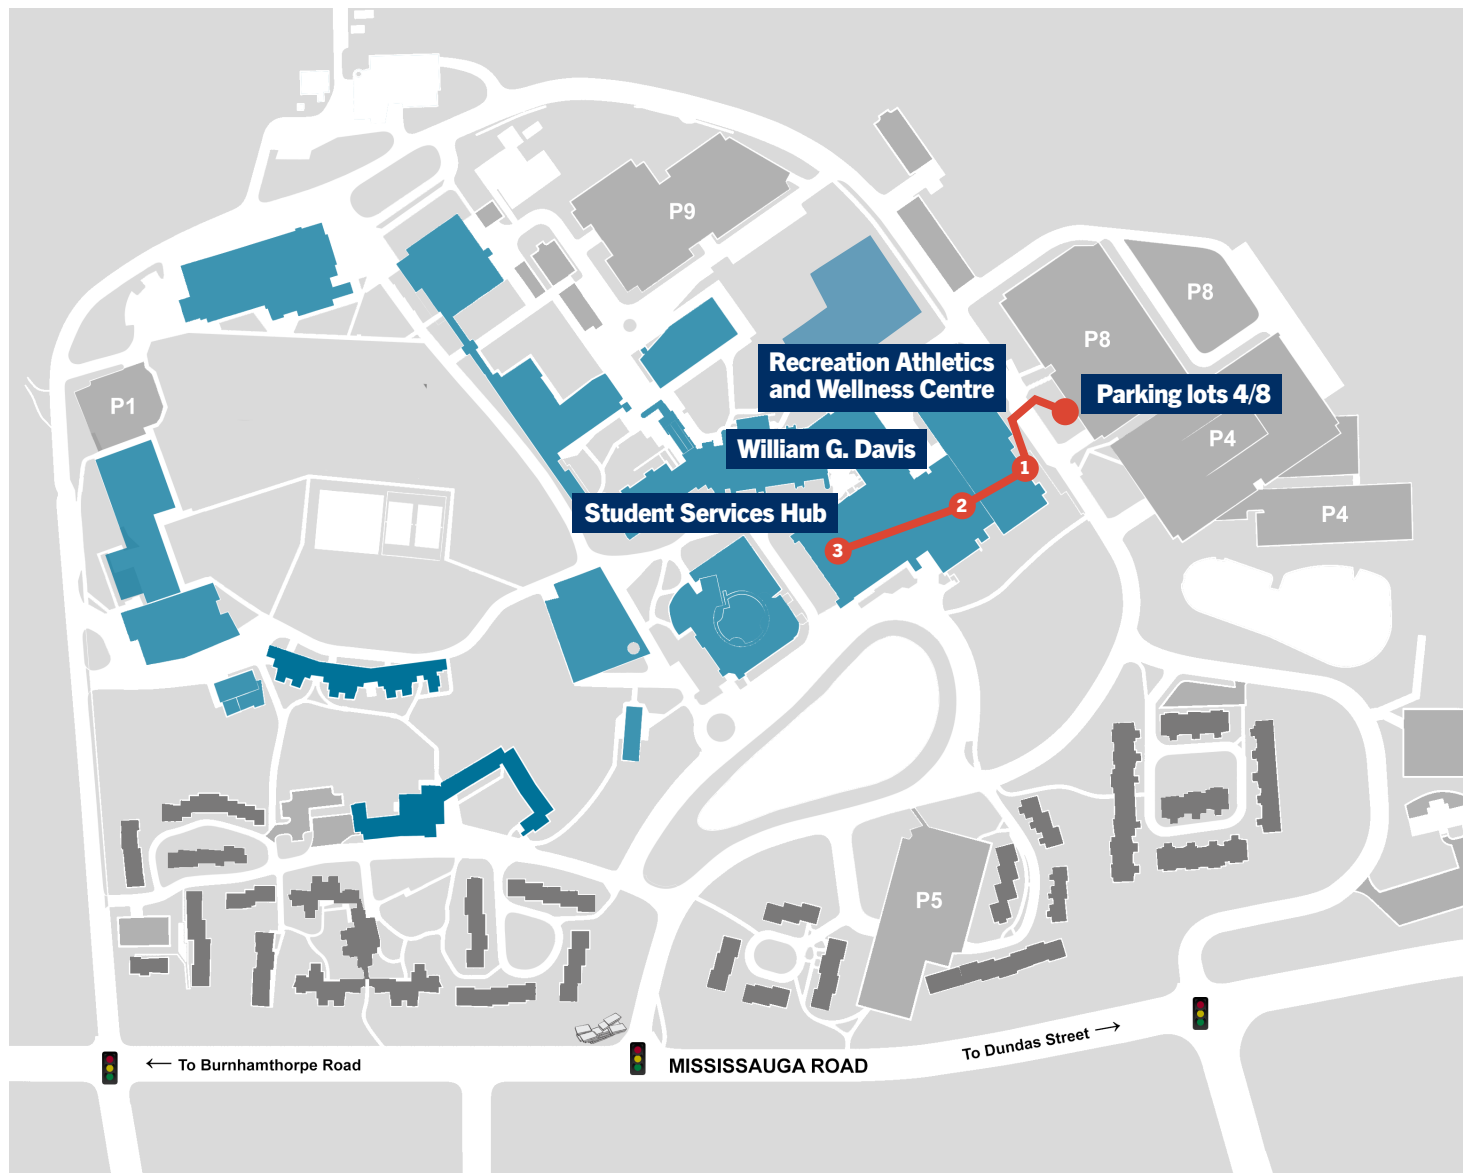 P9
P8
P8
Recreation Athletics
and Wellness Centre
Parking lots 4/8
P1
P4
William G. Davis
1
2
Student Services Hub
P4
3
P5
To Dundas Street →
← To Burnhamthorpe Road
MISSISSAUGA ROAD